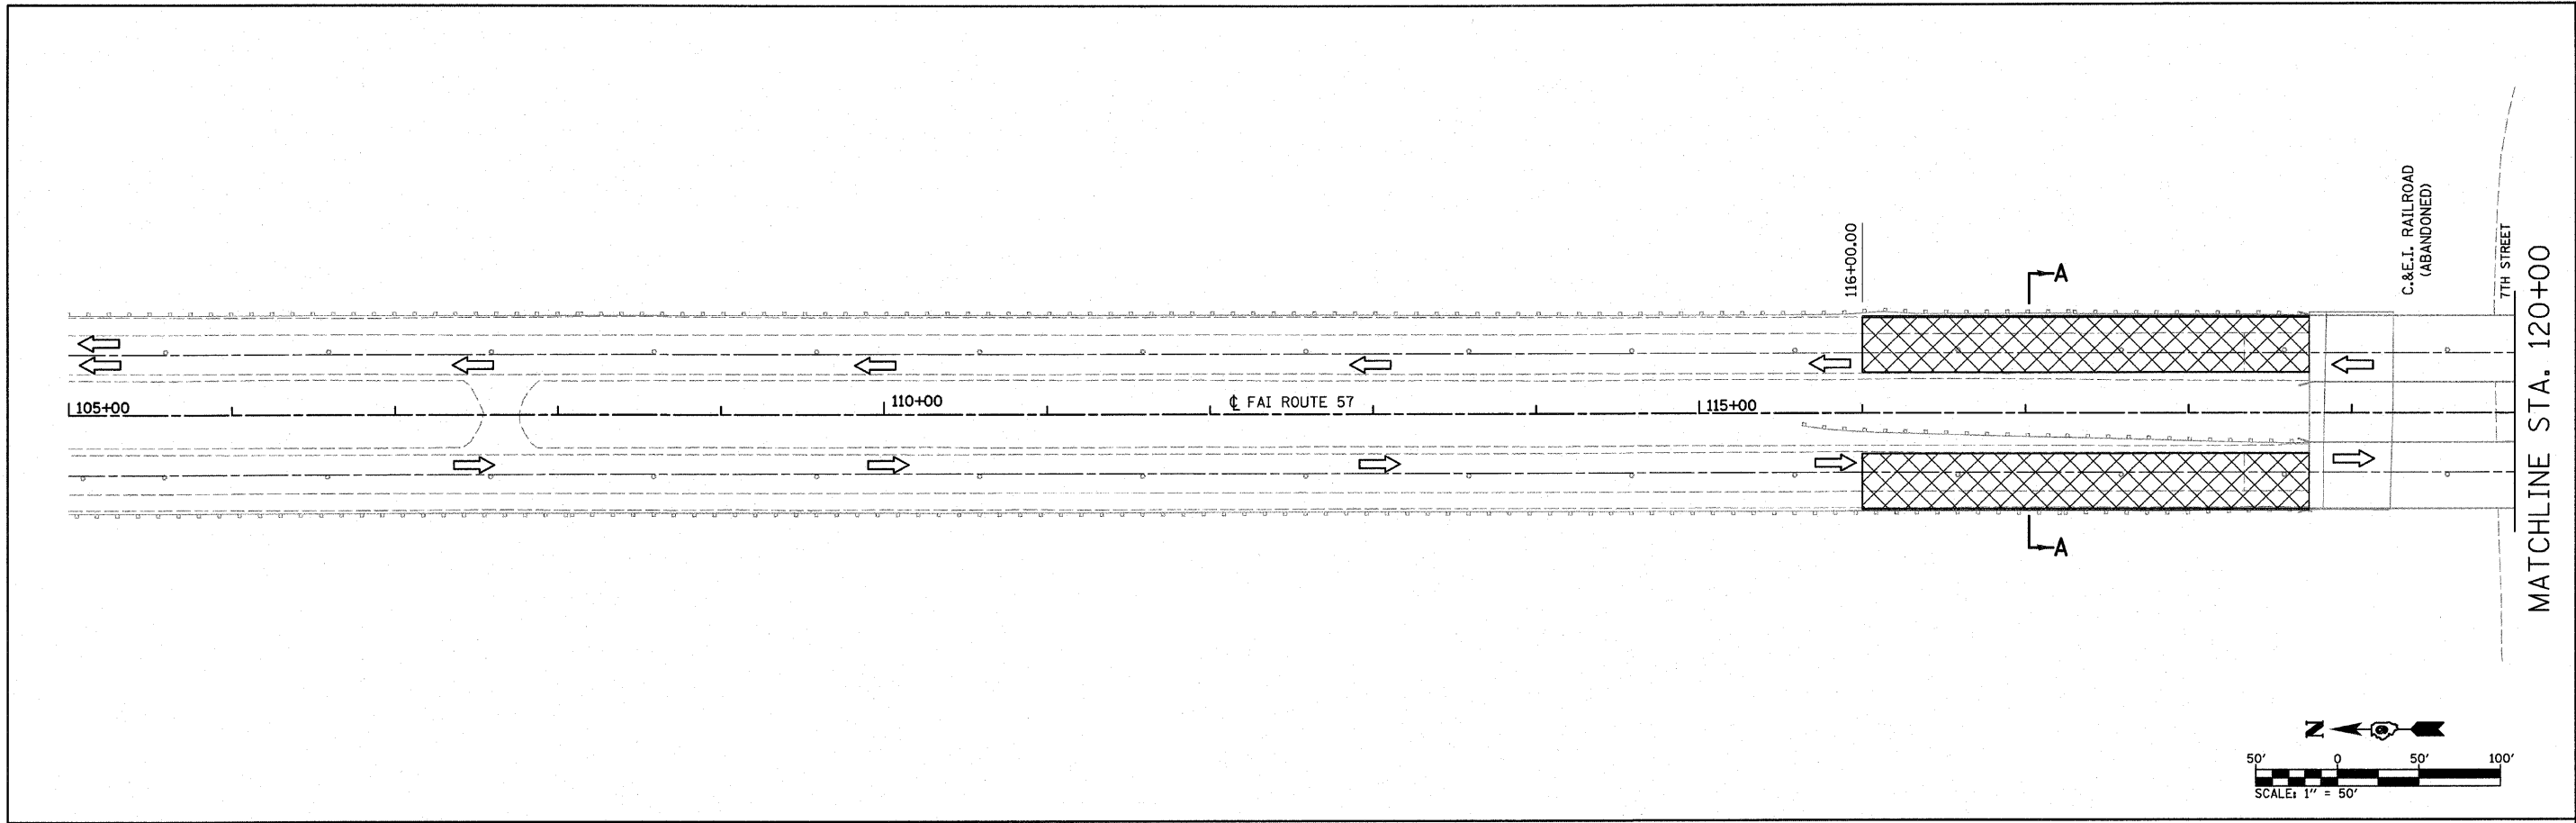 C.&E.I. RAILROAD
(ABANDONED)
7TH STREET
MATCHLINE STA. 120+00
116+00.00
A
105+00
110+00
℄ FAI ROUTE 57
115+00
A
N
50' 0 50' 100'
SCALE: 1" = 50'